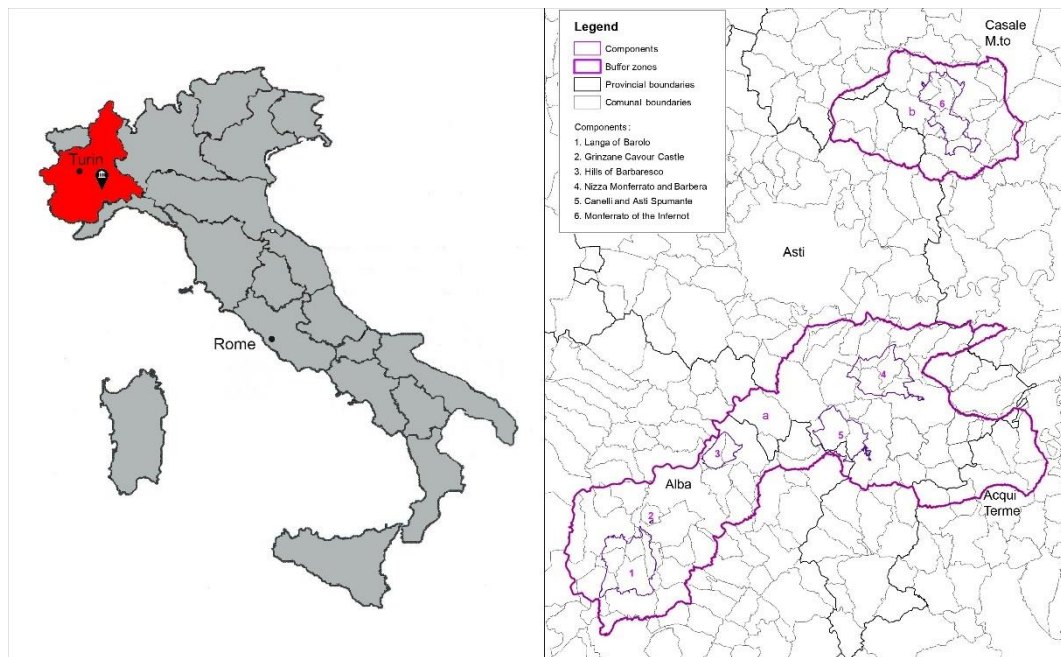 Turin
Rome
Legend
Components
Buffer zones
Provincial boundaries
Comunal boundaries
Components:
1. Langa of Barolo
2. Grinzane Cavour Castle
3. Hills of Barbaresco
4. Nizza Monferrato and Barbera
5. Canelli and Asti Spumante
6. Monferrato of the Infernot
Casale
M.to
b
6
Asti
4
a
5
3
Alba
Acqui
Terme
2
1